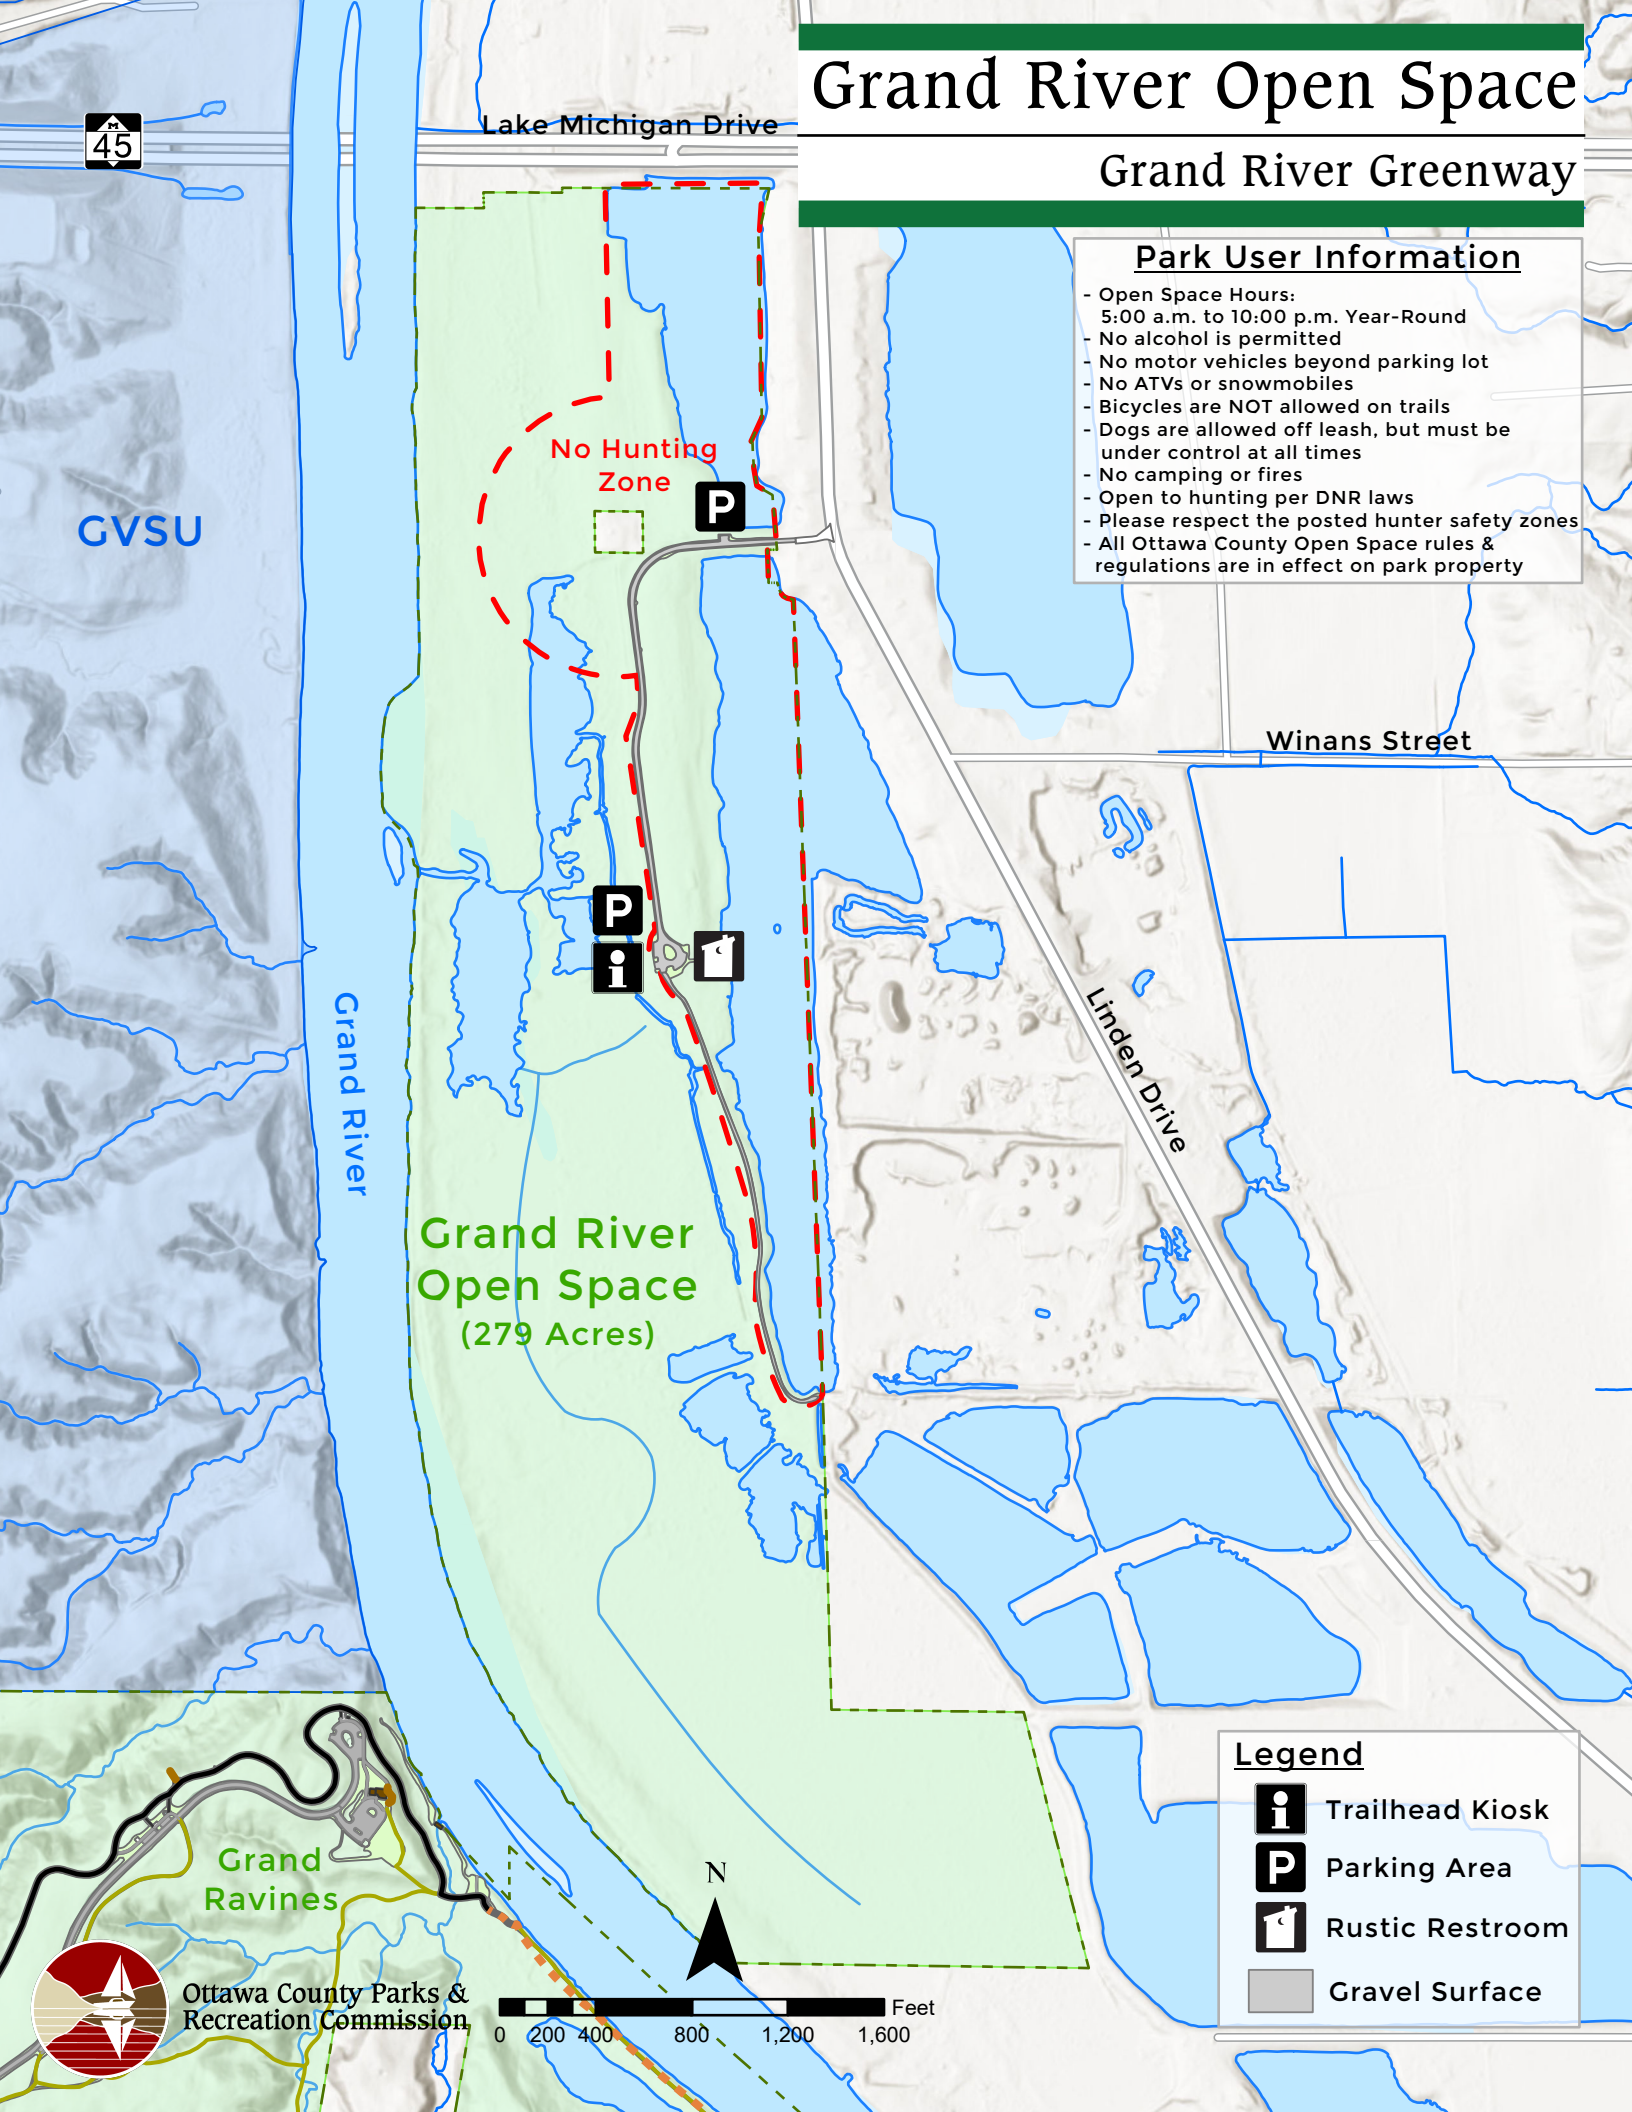 Grand River Open Space
Grand River Greenway
Lake Michigan Drive
M
45
Park User Information
- Open Space Hours:
5:00 a.m. to 10:00 p.m. Year-Round
- No alcohol is permitted
- No motor vehicles beyond parking lot
- No ATVs or snowmobiles
- Bicycles are NOT allowed on trails
- Dogs are allowed off leash, but must be
under control at all times
- No camping or fires
- Open to hunting per DNR laws
- Please respect the posted hunter safety zones
- All Ottawa County Open Space rules &
regulations are in effect on park property
No Hunting
Zone
P
GVSU
Winans Street
P
i
Grand River
Linden Drive
Grand River
Open Space
(279 Acres)
Grand
Ravines
Legend
i Trailhead Kiosk
P Parking Area
Rustic Restroom
Gravel Surface
N
Ottawa County Parks &
Recreation Commission
Feet
0 200 400 800 1,200 1,600